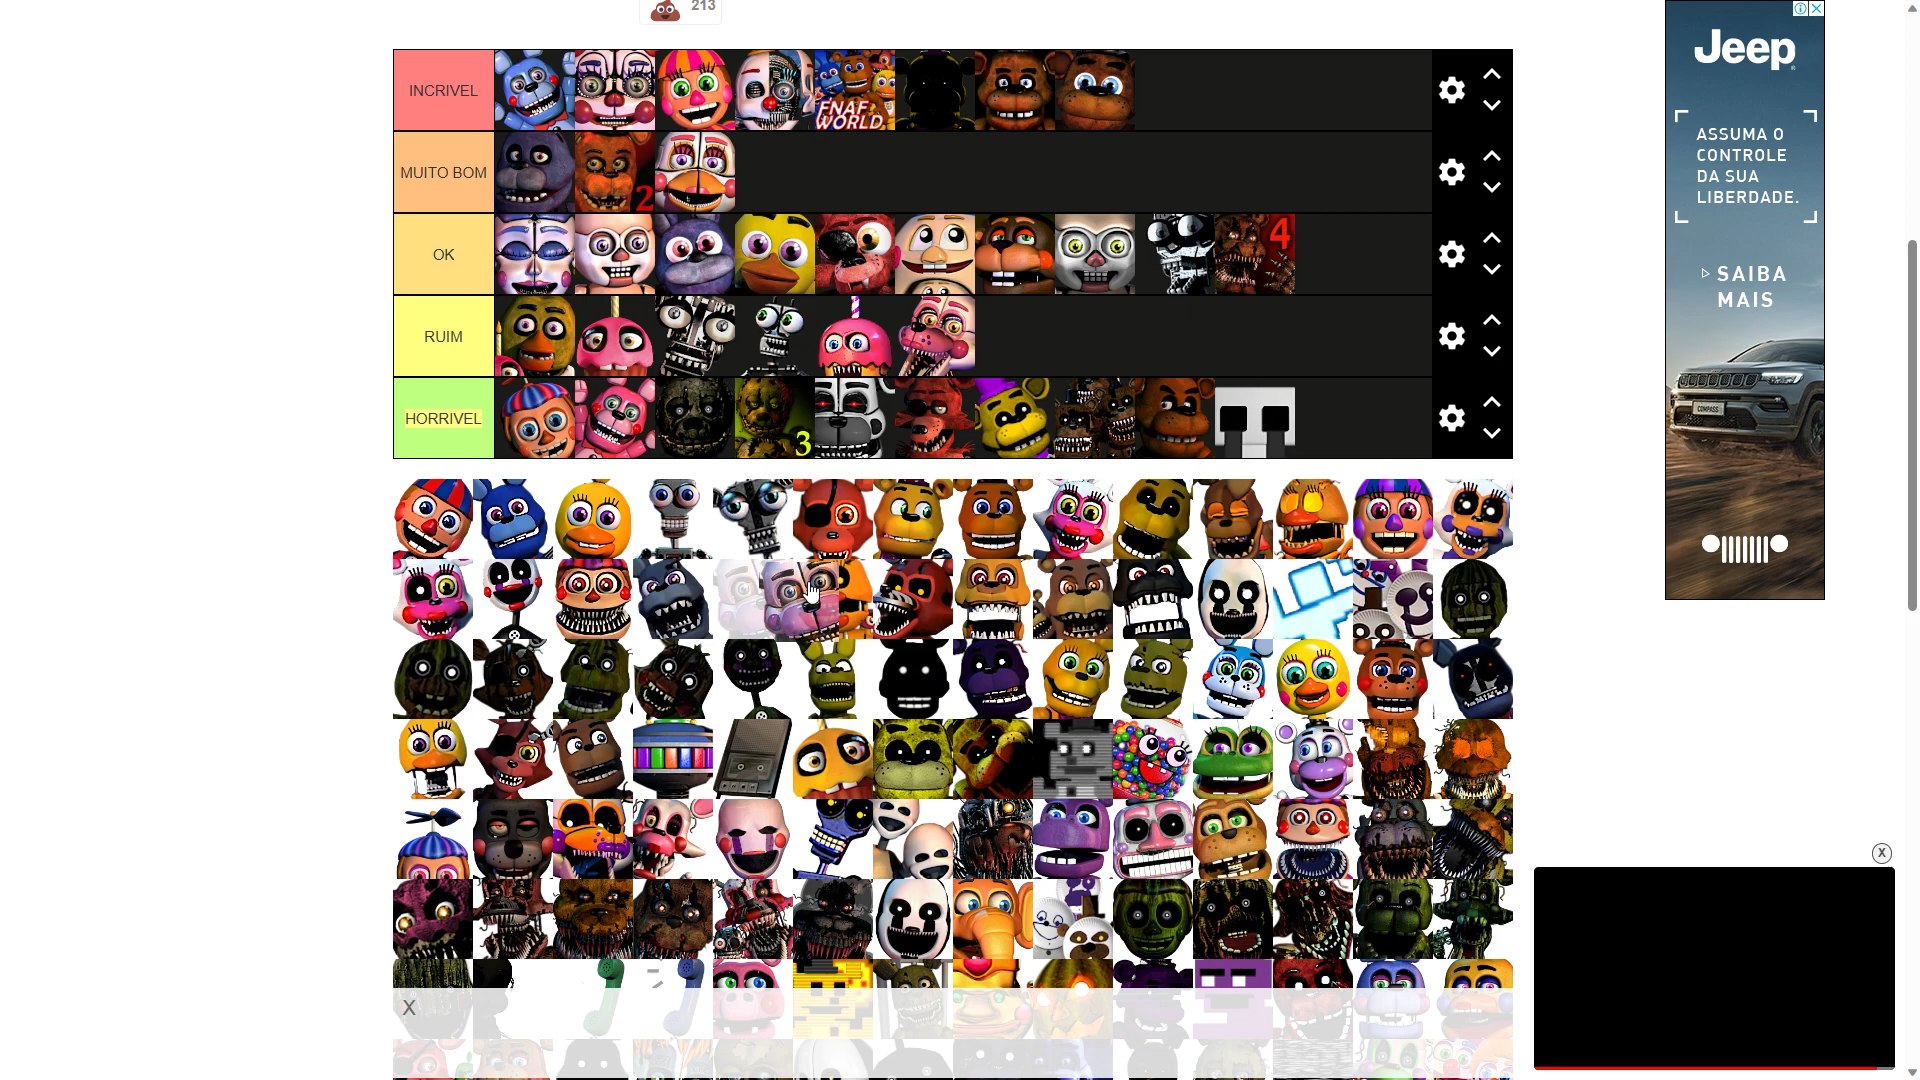 213
INCRIVEL
FNAF
WORLD
MUITO BOM
2
OK
4
RUIM
HORRIVEL
3
X
Jeep
ASSUMA O
CONTROLE
DA SUA
LIBERDADE.
SAIBA
MAIS
COMPASS
X